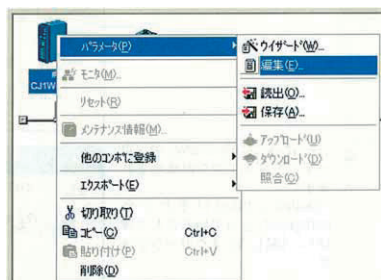 CJ1W
パラメータ(P)
モニタ(M)...
リセット(R)
メンテナンス情報(M)...
他のコンポに登録
エクスポート(E)
切り取り(T)
コピー(C) Ctrl+C
貼り付け(P) Ctrl+V
削除(D)
ウィザード(W)...
編集(E)...
読出(O)...
保存(A)...
アップロード(U)
ダウンロード(D)
照合(C)